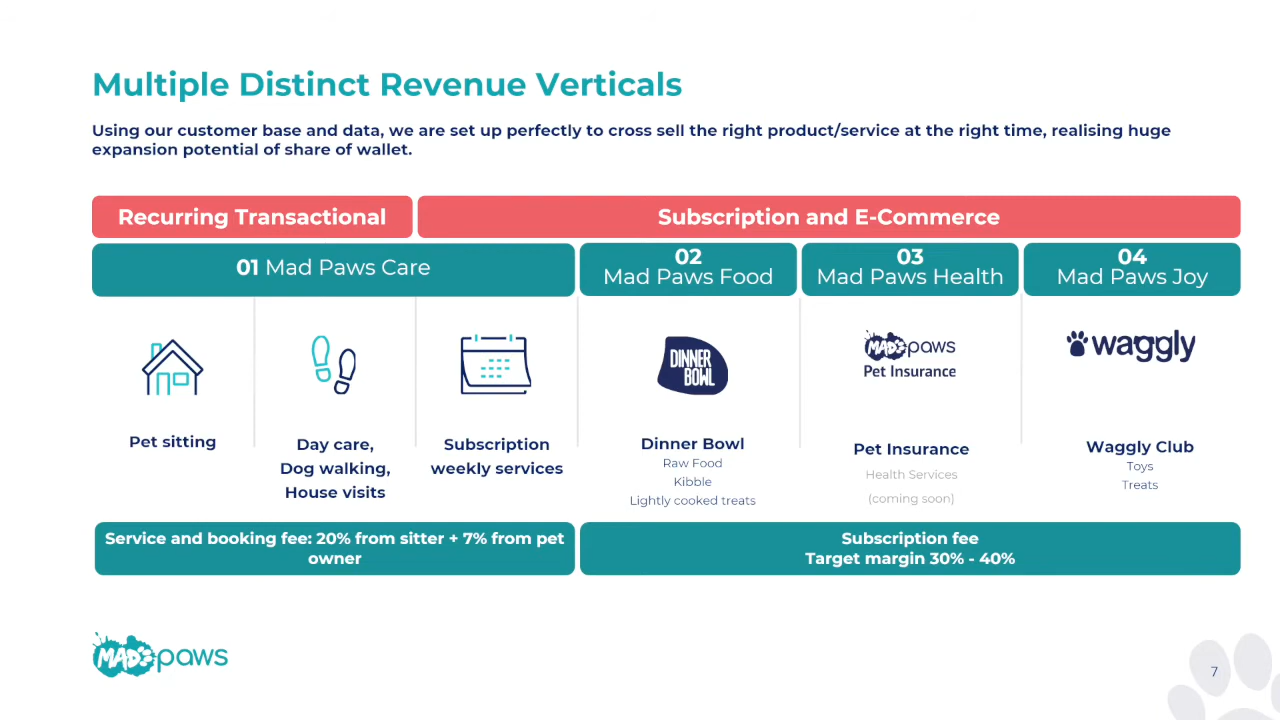 Multiple Distinct Revenue Verticals
Using our customer base and data, we are set up perfectly to cross sell the right product/service at the right time, realising huge
expansion potential of share of wallet.
Recurring Transactional
Subscription and E-Commerce
01 Mad Paws Care
02
Mad Paws Food
03
Mad Paws Health
04
Mad Paws Joy
DINNER
BOWL
MAD paws
Pet Insurance
waggly
Pet sitting
Day care,
Dog walking,
House visits
Subscription
weekly services
Dinner Bowl
Raw Food
Kibble
Lightly cooked treats
Pet Insurance
Health Services
(coming soon)
Waggly Club
Toys
Treats
Service and booking fee: 20% from sitter + 7% from pet
owner
Subscription fee
Target margin 30% - 40%
MAD paws
7